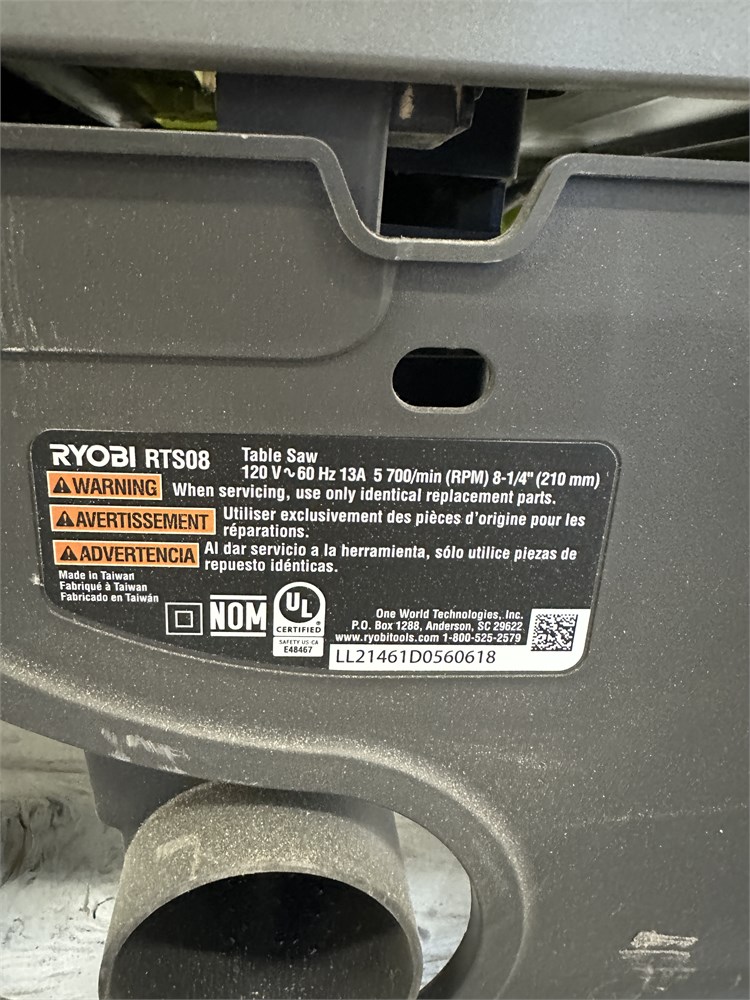 RYOBI RTS08 Table Saw
120 V ~ 60 Hz 13A 5 700/min (RPM) 8-1/4" (210 mm)
WARNING When servicing, use only identical replacement parts.
AVERTISSEMENT Utiliser exclusivement des pièces d'origine pour les
réparations.
ADVERTENCIA Al dar servicio a la herramienta, sólo utilice piezas de
repuesto idénticas.
Made in Taiwan
Fabriqué à Taiwan
Fabricado en Taiwán
NOM
UL
CERTIFIED
SAFETY US CA
E48467
One World Technologies, Inc.
P.O. Box 1288, Anderson, SC 29622
www.ryobitools.com 1-800-525-2579
LL21461D0560618